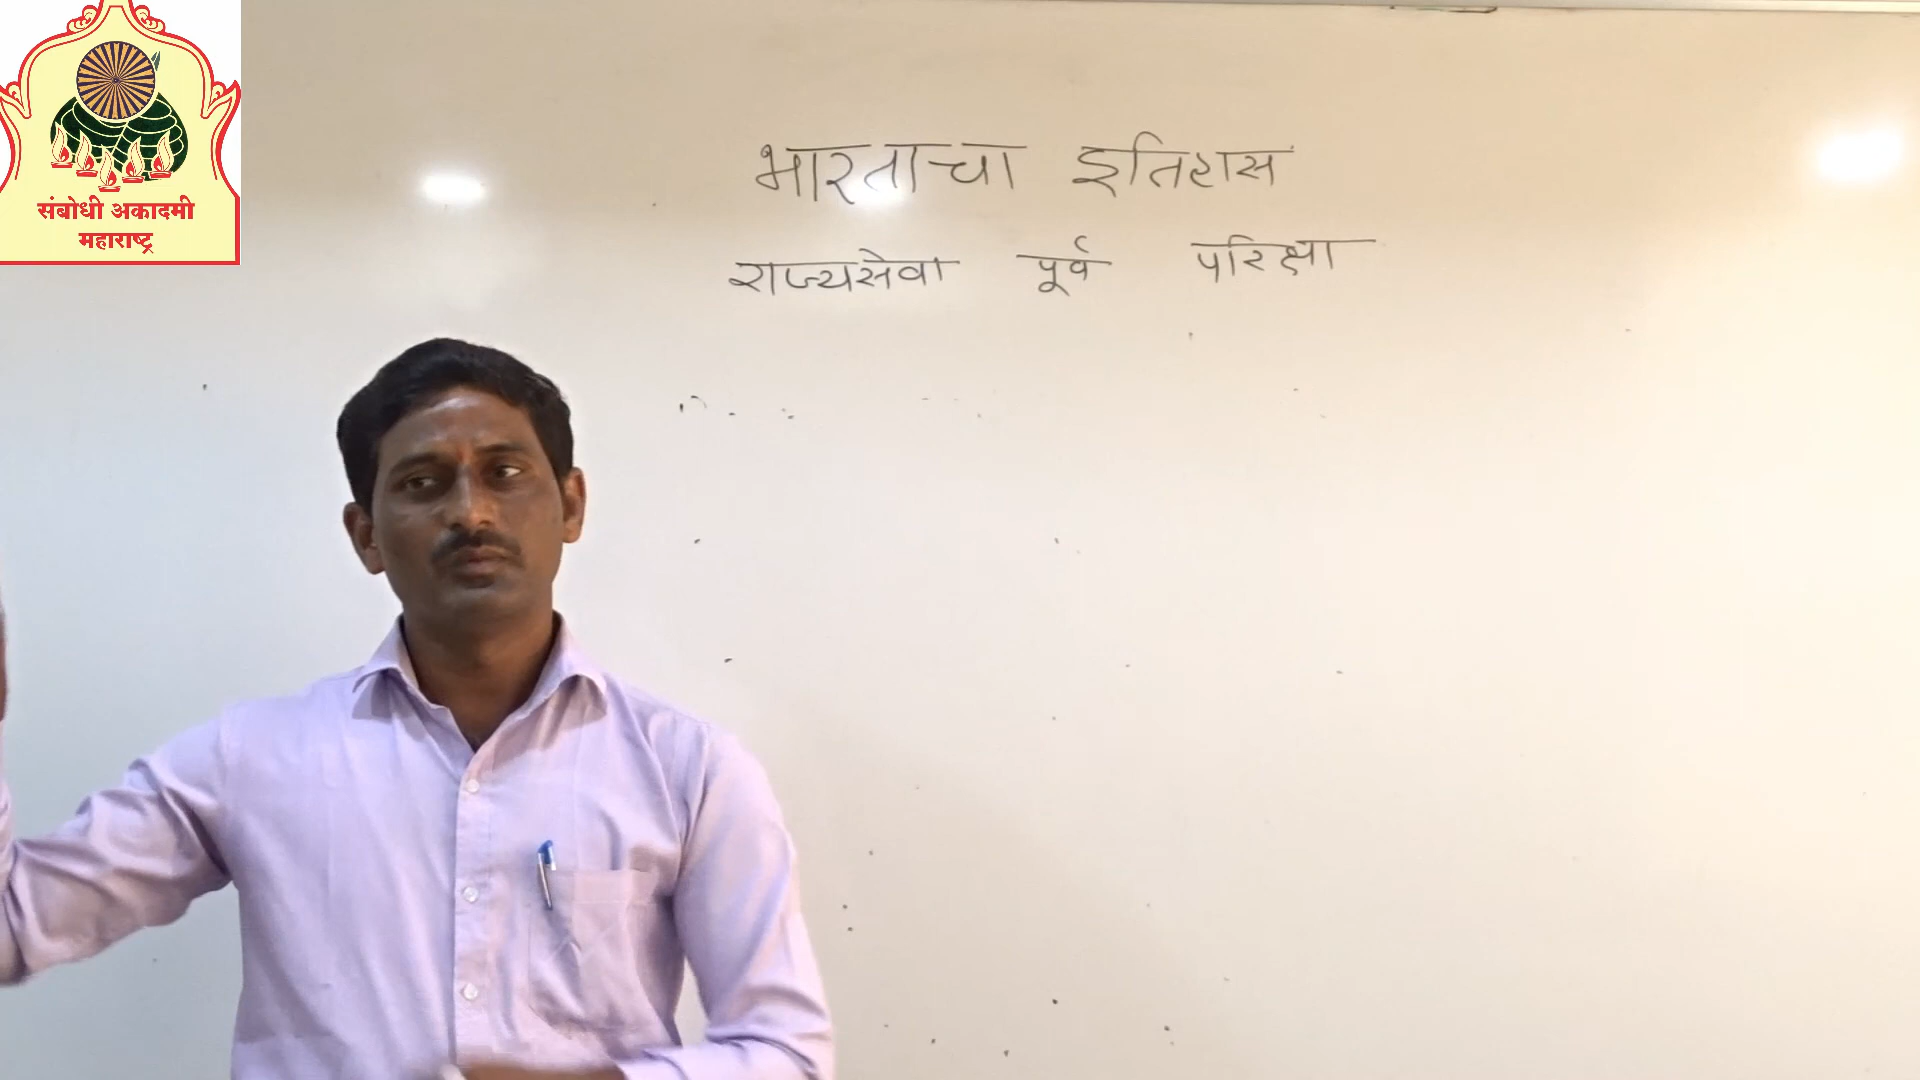 संबोधी अकादमी
महाराष्ट्र
भारताचा इतिहास
राज्यसेवा पूर्व परिक्षा